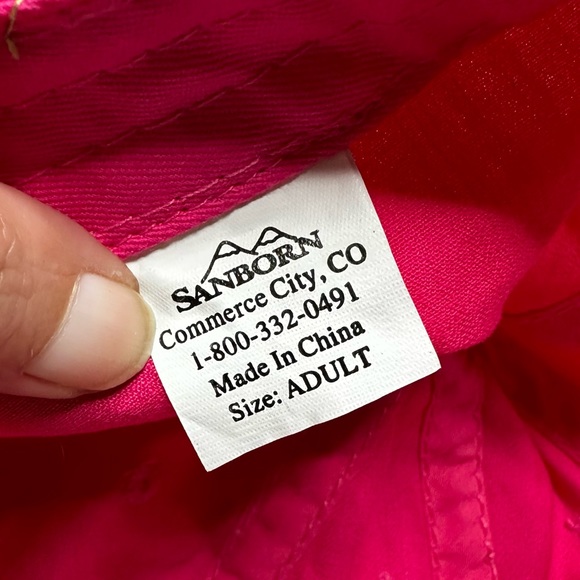 SANBORN
Commerce City, CO
1-800-332-0491
Made In China
Size: ADULT